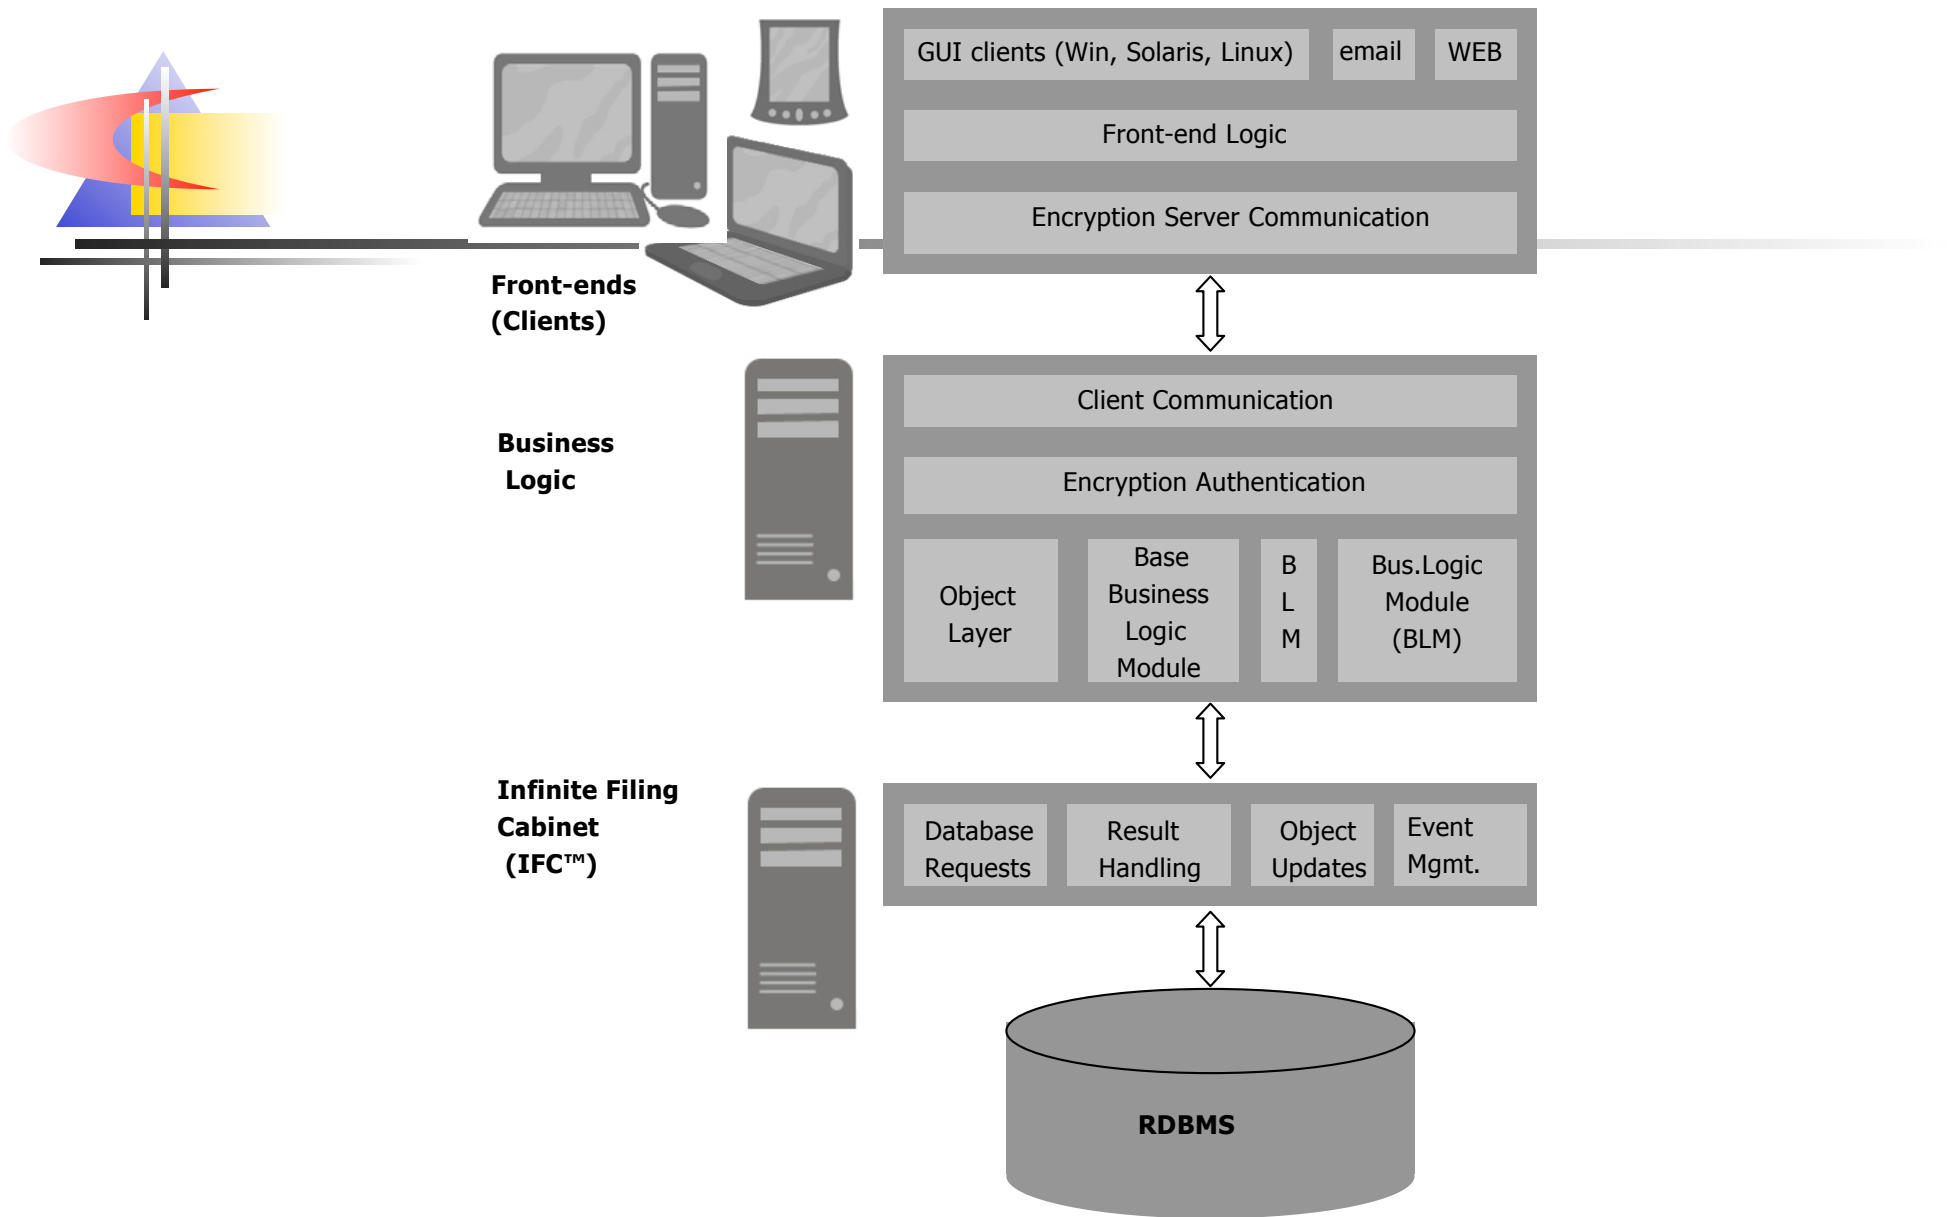 GUI clients (Win, Solaris, Linux)
email
WEB
Front-end Logic
Encryption Server Communication
Front-ends
(Clients)
Client Communication
Business
Logic
Encryption Authentication
Object
Layer
Base
Business
Logic
Module
B
L
M
Bus.Logic
Module
(BLM)
Infinite Filing
Cabinet
(IFC™)
Database
Requests
Result
Handling
Object
Updates
Event
Mgmt.
RDBMS